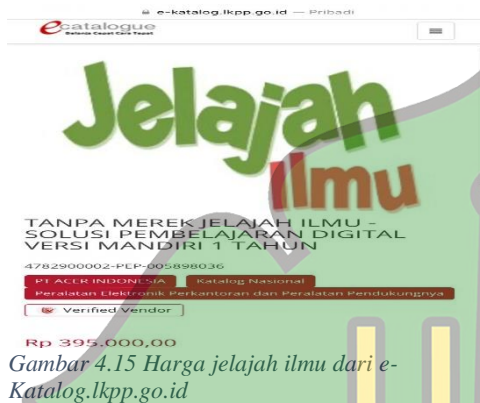 e-katalog.lkpp.go.id — Pribadi
ecatalogue
Belanja Cepat Cara Tepat
Jelajah
Ilmu
TANPA MEREK JELAJAH ILMU -
SOLUSI PEMBELAJARAN DIGITAL
VERSI MANDIRI 1 TAHUN
4782900002-PEP-005898036
PT ACER INDONESIA Katalog Nasional
Peralatan Elektronik Perkantoran dan Peralatan Pendukungnya
Verified Vendor
Rp 395.000,00
Gambar 4.15 Harga jelajah ilmu dari e-
Katalog.lkpp.go.id